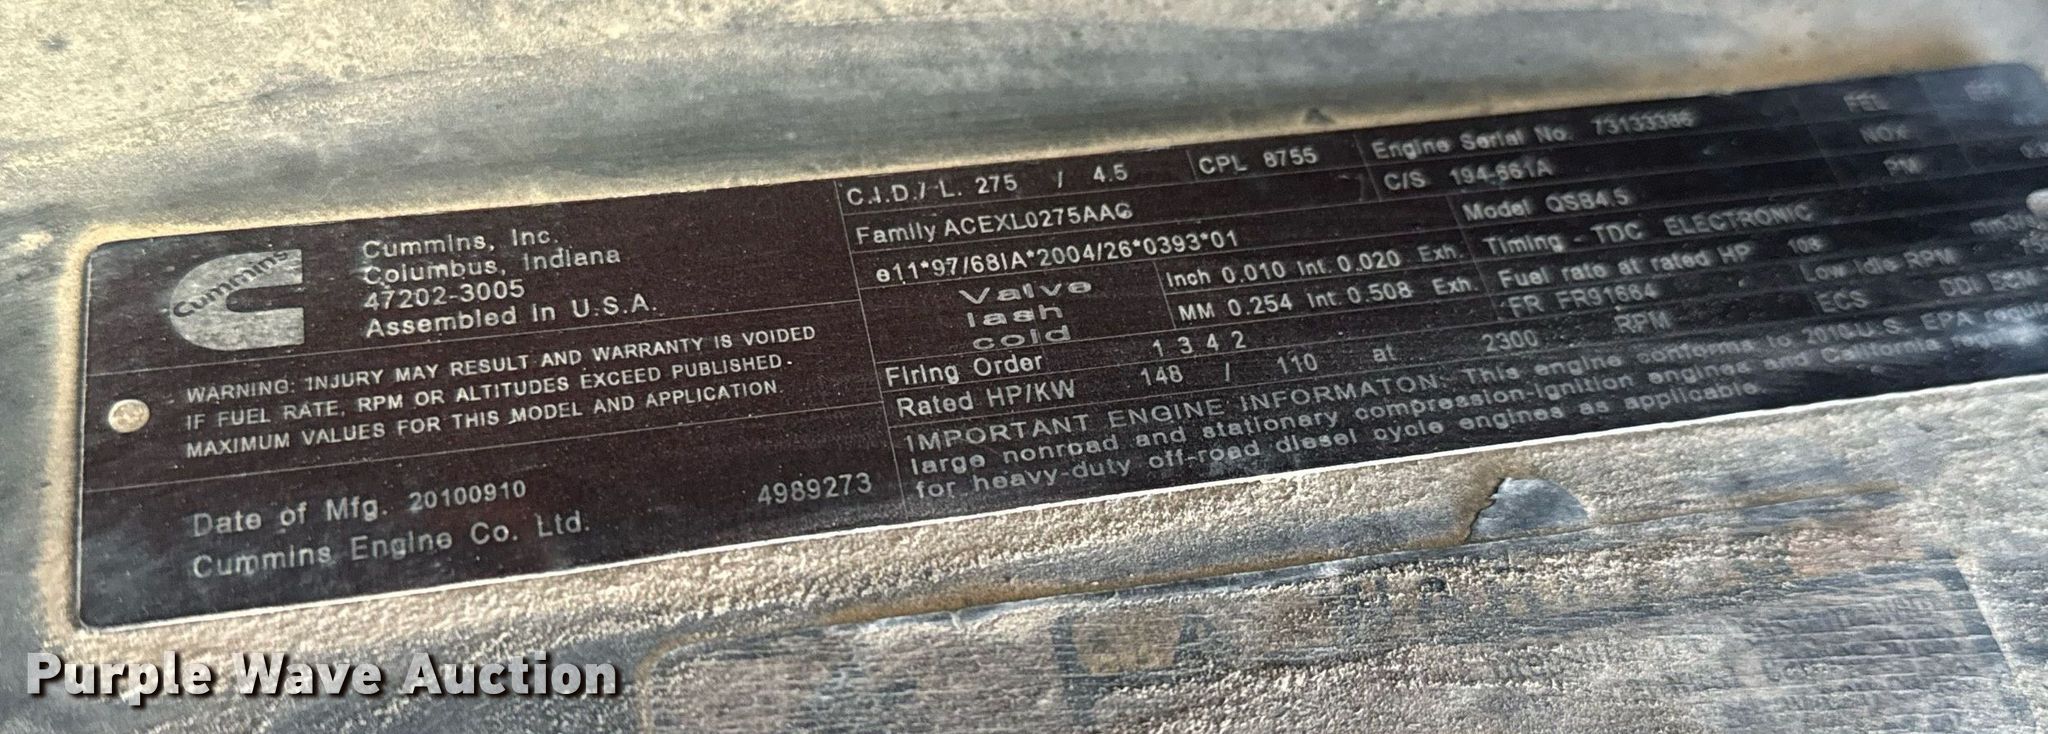 Cummins
Cummins, Inc.
Columbus, Indiana
47202-3005
Assembled in U.S.A.
WARNING: INJURY MAY RESULT AND WARRANTY IS VOIDED
IF FUEL RATE, RPM OR ALTITUDES EXCEED PUBLISHED
MAXIMUM VALUES FOR THIS MODEL AND APPLICATION.
Date of Mfg. 20100910
Cummins Engine Co. Ltd.
4989273
C.I.D./L. 275 / 4.5 CPL 8755
Family ACEXL0275AAG
e11*97/68IA*2004/26*0393*01
Valve
lash
cold
Inch 0.010 Int. 0.020 Exh.
MM 0.254 Int. 0.508 Exh.
Firing Order 1 3 4 2
Rated HP/KW 148 / 110 at 2300 RPM
Engine Serial No.
C/S
Model QSB4.5
Timing - TDC ELECTRONIC
Fuel rate at rated HP
Low Idle RPM
FR FR91684 ECS
FEL
NOX
PM
IMPORTANT ENGINE INFORMATON: This engine conforms to 2010 U.S. EPA
large nonroad and stationary compression-ignition engines and California
for heavy-duty off-road diesel cycle engines as applicable.
Purple Wave Auction